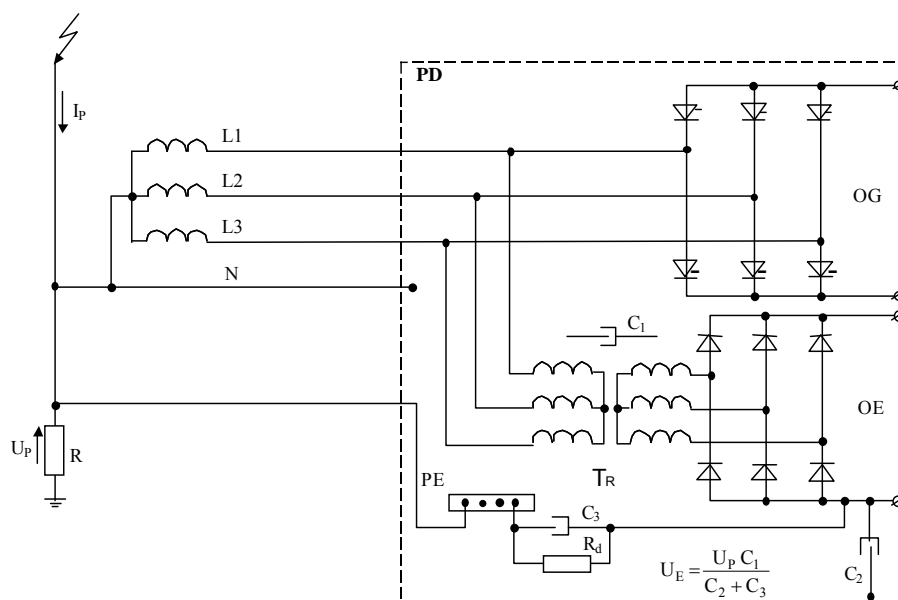 PD
I_P
L1
L2
OG
L3
N
C_1
OE
U_P
R
T_R
PE
C_3
R_d
U_E = U_P C_1 / C_2 + C_3
C_2